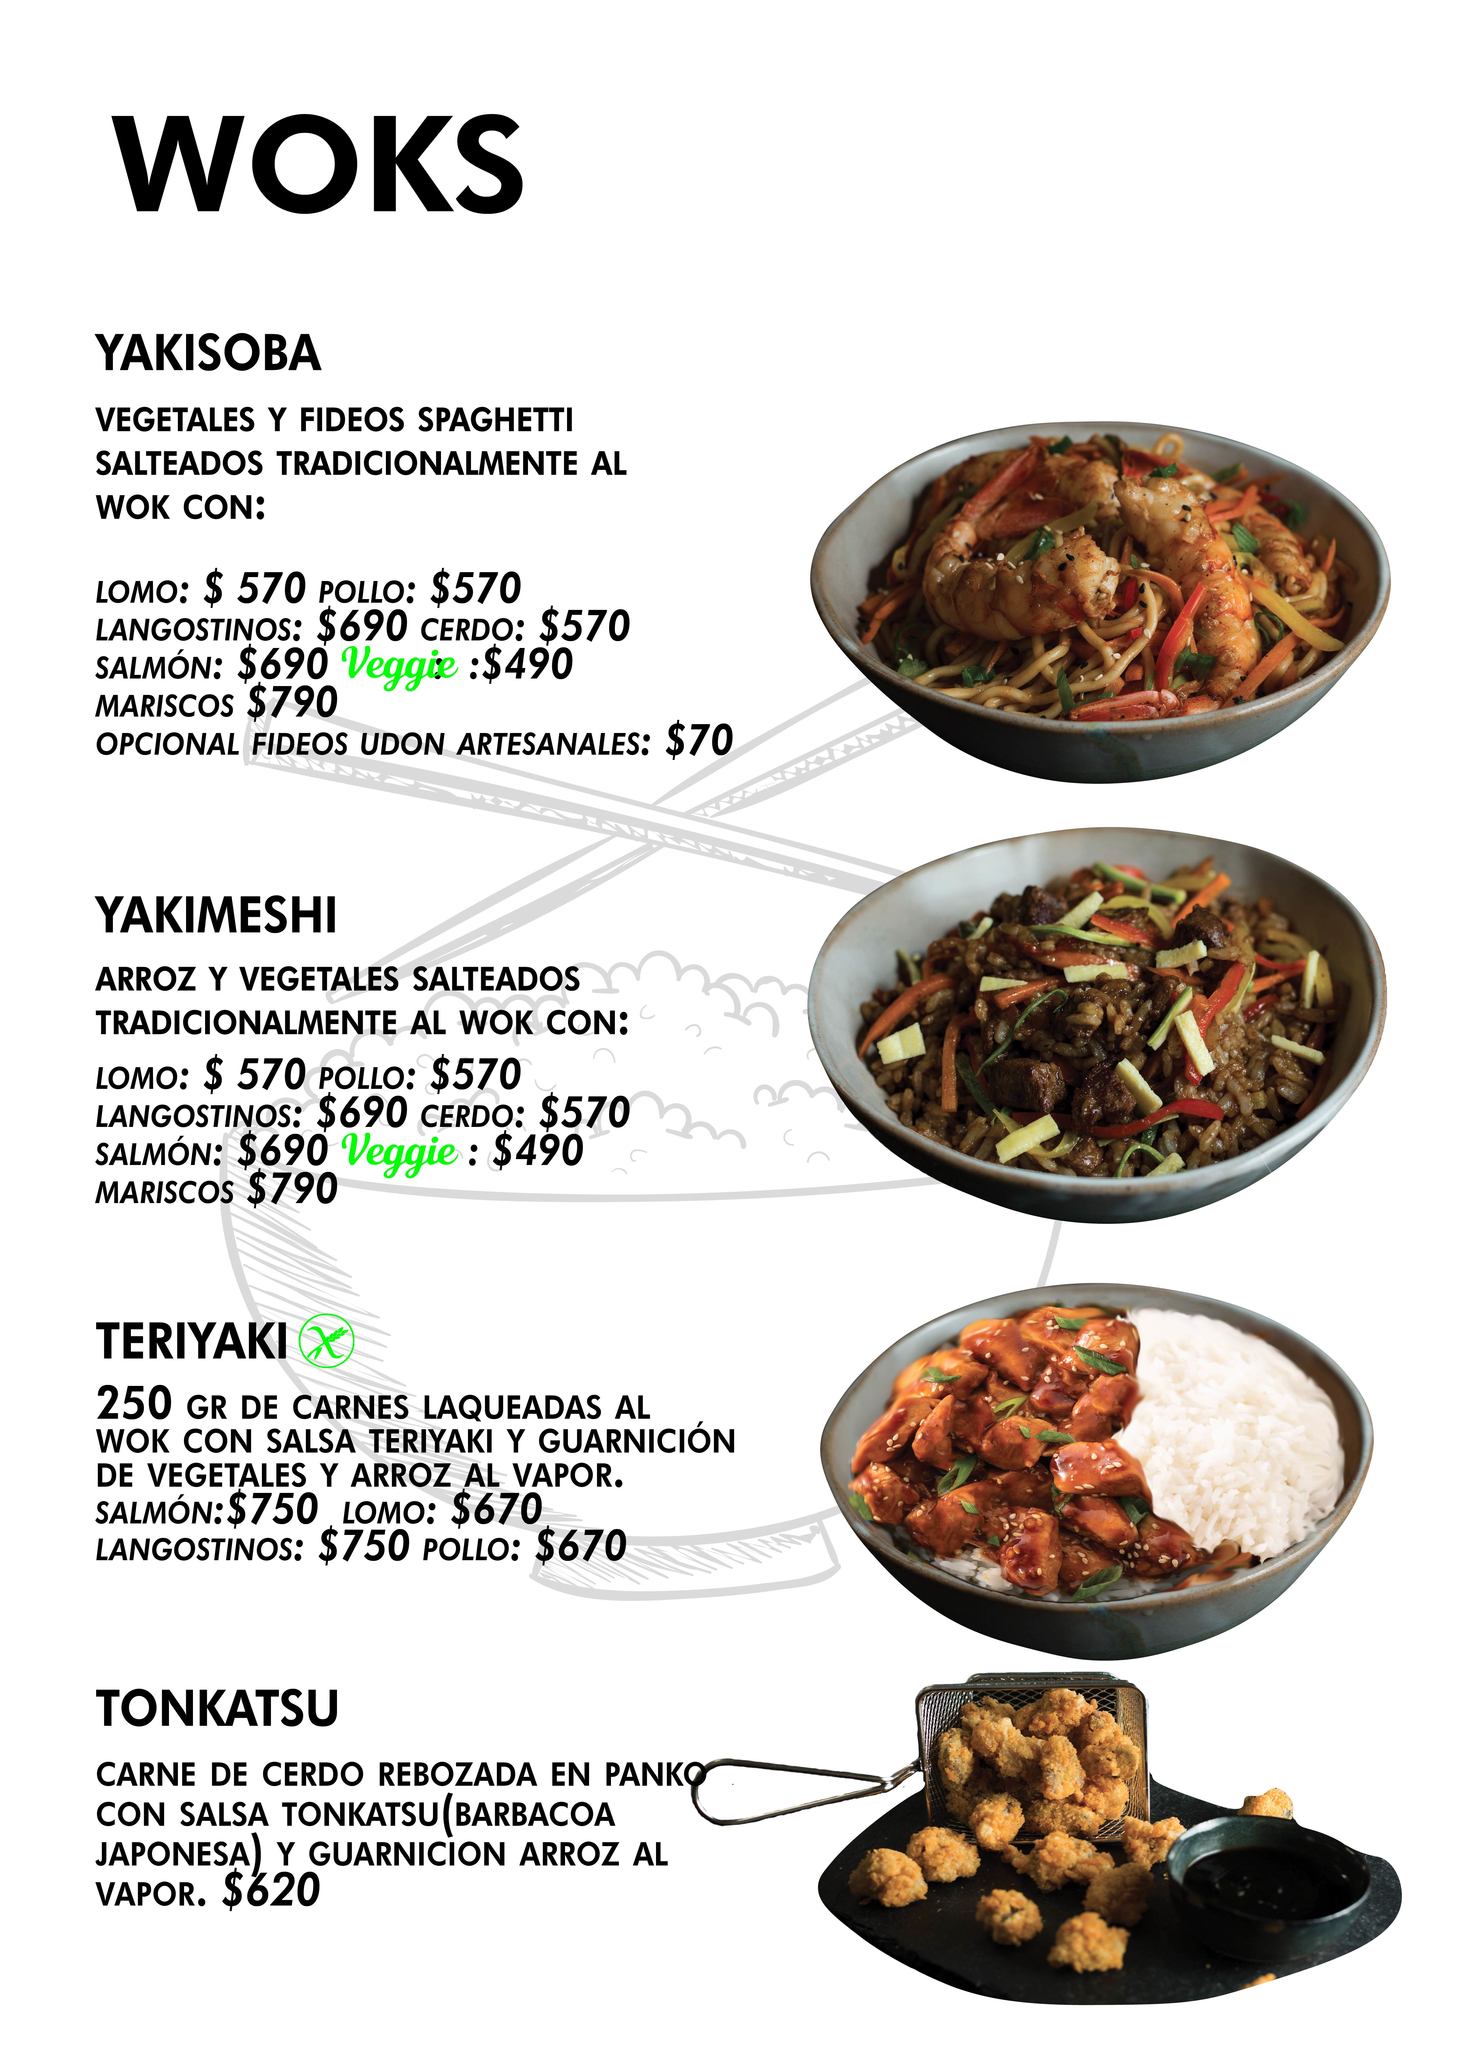 WOKS
YAKISOBA
VEGETALES Y FIDEOS SPAGHETTI
SALTEADOS TRADICIONALMENTE AL
WOK CON:
LOMO: $ 570 POLLO: $570
LANGOSTINOS: $690 CERDO: $570
SALMÓN: $690 Veggie : :$490
MARISCOS $790
OPCIONAL FIDEOS UDON ARTESANALES: $70
YAKIMESHI
ARROZ Y VEGETALES SALTEADOS
TRADICIONALMENTE AL WOK CON:
LOMO: $ 570 POLLO: $570
LANGOSTINOS: $690 CERDO: $570
SALMÓN: $690 Veggie : $490
MARISCOS $790
TERIYAKI
250 GR DE CARNES LAQUEADAS AL
WOK CON SALSA TERIYAKI Y GUARNICIÓN
DE VEGETALES Y ARROZ AL VAPOR.
SALMÓN:$750 LOMO: $670
LANGOSTINOS: $750 POLLO: $670
TONKATSU
CARNE DE CERDO REBOZADA EN PANKO
CON SALSA TONKATSU(BARBACOA
JAPONESA) Y GUARNICION ARROZ AL
VAPOR. $620